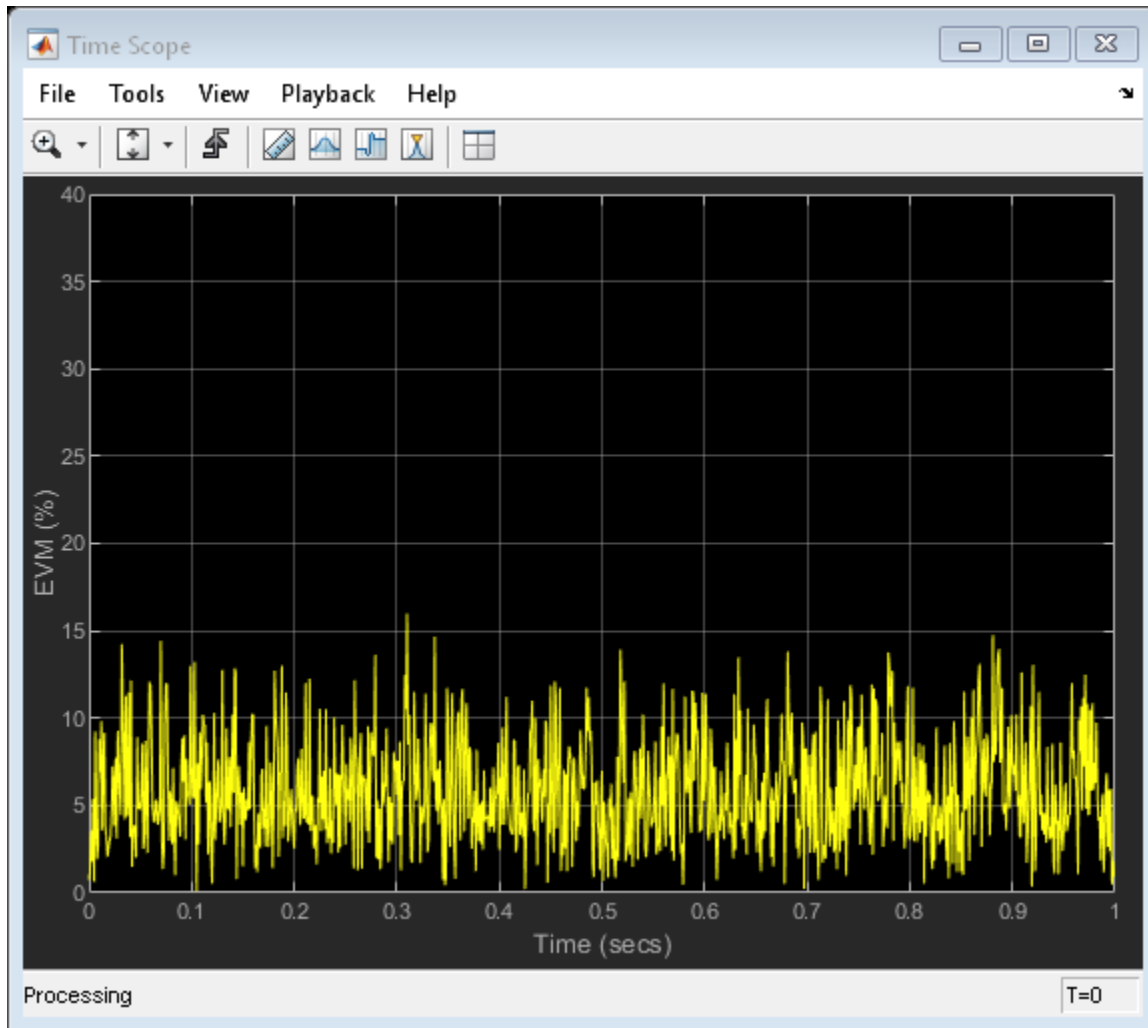 Time Scope
File Tools View Playback Help
40
35
30
25
20
15
10
5
0
EVM (%)
0 0.1 0.2 0.3 0.4 0.5 0.6 0.7 0.8 0.9 1
Time (secs)
Processing T=0